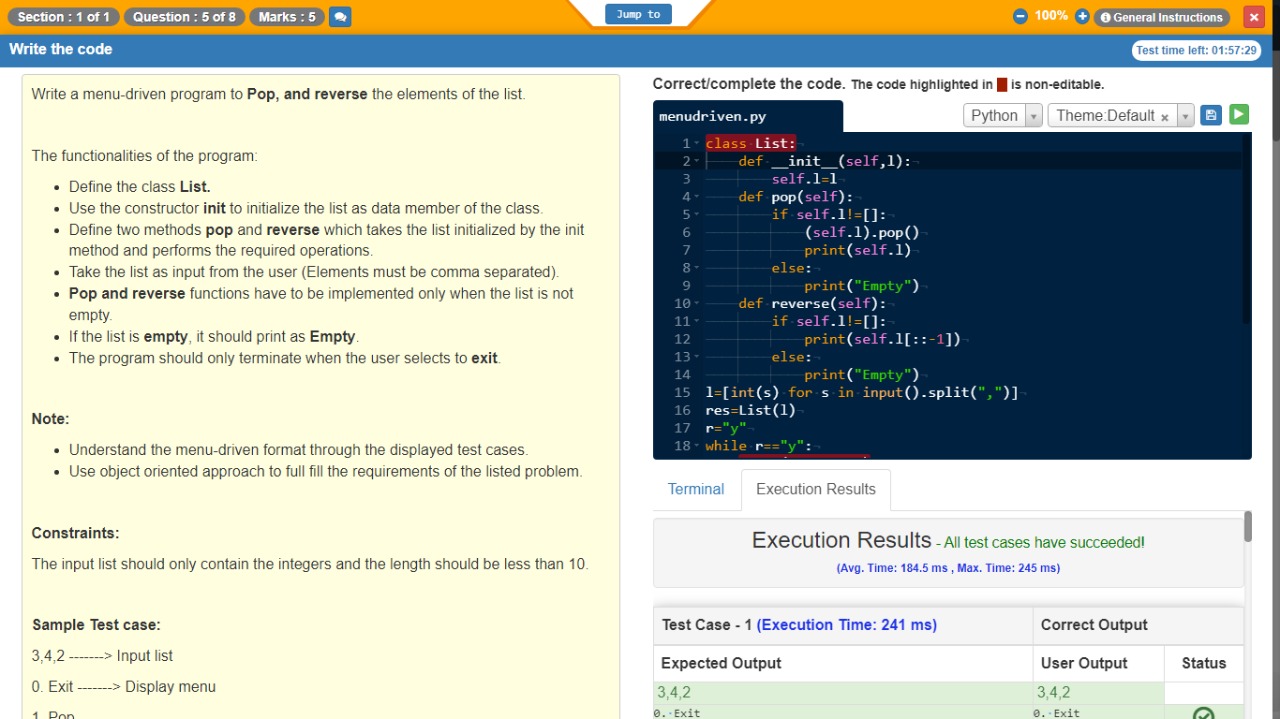 Section : 1 of 1
Question : 5 of 8
Marks : 5
Jump to
100%
General Instructions
Write the code
Test time left: 01:57:29
Write a menu-driven program to Pop, and reverse the elements of the list.
The functionalities of the program:
Define the class List.
Use the constructor init to initialize the list as data member of the class.
Define two methods pop and reverse which takes the list initialized by the init
method and performs the required operations.
Take the list as input from the user (Elements must be comma separated).
Pop and reverse functions have to be implemented only when the list is not
empty.
If the list is empty, it should print as Empty.
The program should only terminate when the user selects to exit.
Note:
Understand the menu-driven format through the displayed test cases.
Use object oriented approach to full fill the requirements of the listed problem.
Constraints:
The input list should only contain the integers and the length should be less than 10.
Sample Test case:
3,4,2 -------> Input list
0. Exit -------> Display menu
1. Pop
Correct/complete the code. The code highlighted in is non-editable.
menudriven.py
Python
Theme:Default ×
1 class List:
2 def __init__(self,l):
3 self.l=l
4 def pop(self):
5 if self.l!=[]:
6 (self.l).pop()
7 print(self.l)
8 else:
9 print("Empty")
10 def reverse(self):
11 if self.l!=[]:
12 print(self.l[::-1])
13 else:
14 print("Empty")
15 l=[int(s) for s in input().split(",")]
16 res=List(l)
17 r="y"
18 while r=="y":
Terminal
Execution Results
Execution Results - All test cases have succeeded!
(Avg. Time: 184.5 ms , Max. Time: 245 ms)
Test Case - 1 (Execution Time: 241 ms)
Correct Output
Expected Output
User Output
Status
3,4,2
3,4,2
0.·Exit
0.·Exit